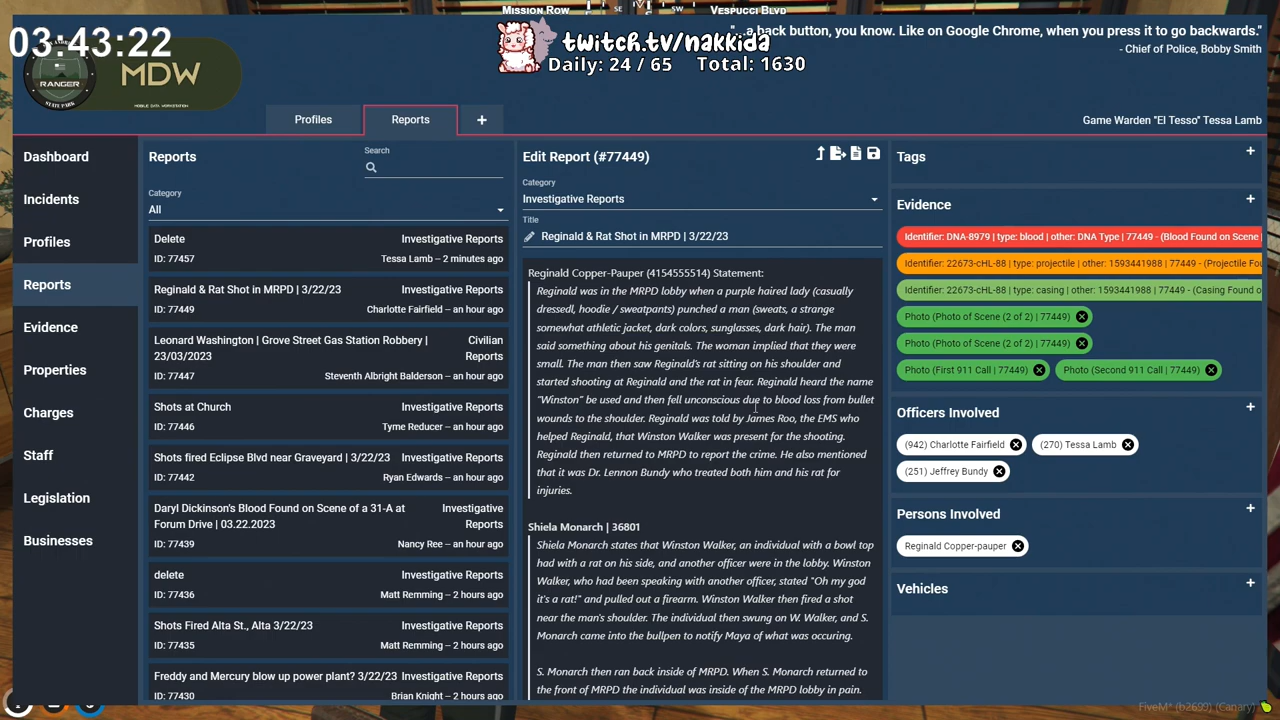 Mission Row
SE
SW
Vespucci Blvd
03:43:22
twitch.tv/nakkida
Daily: 24 / 65 Total: 1630
RANGER
STATE PARK
MDW
MOBILE DATA WORKSTATION
"...a back button, you know. Like on Google Chrome, when you press it to go backwards."
- Chief of Police, Bobby Smith
Profiles
Reports
+
Game Warden "El Tesso" Tessa Lamb
Dashboard
Incidents
Profiles
Reports
Evidence
Properties
Charges
Staff
Legislation
Businesses
Reports
Search
Category
All
Delete
Investigative Reports
ID: 77457
Tessa Lamb – 2 minutes ago
Reginald & Rat Shot in MRPD | 3/22/23
Investigative Reports
ID: 77449
Charlotte Fairfield – an hour ago
Leonard Washington | Grove Street Gas Station Robbery |
23/03/2023
Civilian
Reports
ID: 77447
Steventh Albright Balderson – an hour ago
Shots at Church
Investigative Reports
ID: 77446
Tyme Reducer – an hour ago
Shots fired Eclipse Blvd near Graveyard | 3/22/23
Investigative Reports
ID: 77442
Ryan Edwards – an hour ago
Daryl Dickinson's Blood Found on Scene of a 31-A at
Forum Drive | 03.22.2023
Investigative
Reports
ID: 77439
Nancy Ree – an hour ago
delete
Investigative Reports
ID: 77436
Matt Remming – 2 hours ago
Shots Fired Alta St., Alta 3/22/23
Investigative Reports
ID: 77435
Matt Remming – 2 hours ago
Freddy and Mercury blow up power plant? 3/22/23
Investigative Reports
ID: 77430
Brian Knight – 2 hours ago
Edit Report (#77449)
Category
Investigative Reports
Title
Reginald & Rat Shot in MRPD | 3/22/23
Reginald Copper-Pauper (4154555514) Statement:
Reginald was in the MRPD lobby when a purple haired lady (casually
dressed, hoodie / sweatpants) punched a man (sweats, a strange
somewhat athletic jacket, dark colors, sunglasses, dark hair). The man
said something about his genitals. The woman implied that they were
small. The man then saw Reginald's rat sitting on his shoulder and
started shooting at Reginald and the rat in fear. Reginald heard the name
"Winston" be used and then fell unconscious due to blood loss from bullet
wounds to the shoulder. Reginald was told by James Roo, the EMS who
helped Reginald, that Winston Walker was present for the shooting.
Reginald then returned to MRPD to report the crime. He also mentioned
that it was Dr. Lennon Bundy who treated both him and his rat for
injuries.
Shiela Monarch | 36801
Shiela Monarch states that Winston Walker, an individual with a bowl top
had with a rat on his side, and another officer were in the lobby. Winston
Walker, who had been speaking with another officer, stated "Oh my god
it's a rat!" and pulled out a firearm. Winston Walker then fired a shot
near the man's shoulder. The individual then swung on W. Walker, and S.
Monarch came into the bullpen to notify Maya of what was occuring.
S. Monarch then ran back inside of MRPD. When S. Monarch returned to
the front of MRPD the individual was inside of the MRPD lobby in pain.
Tags
+
Evidence
+
Identifier: DNA-8979 | type: blood | other: DNA Type | 77449 - (Blood Found on Scene
Identifier: 22673-cHL-88 | type: projectile | other: 1593441988 | 77449 - (Projectile Fou
Identifier: 22673-cHL-88 | type: casing | other: 1593441988 | 77449 - (Casing Found o
Photo (Photo of Scene (2 of 2) | 77449)
Photo (Photo of Scene (2 of 2) | 77449)
Photo (First 911 Call | 77449)
Photo (Second 911 Call | 77449)
Officers Involved
+
(942) Charlotte Fairfield
(270) Tessa Lamb
(251) Jeffrey Bundy
Persons Involved
+
Reginald Copper-pauper
Vehicles
+
FiveM* (b2699) (Canary)